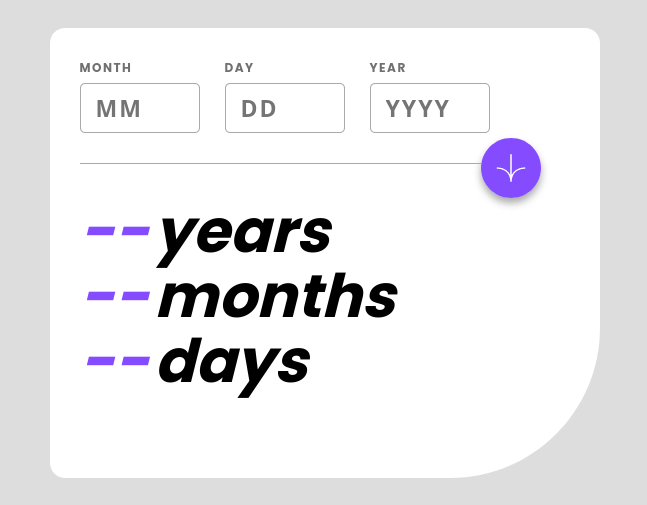 MONTH DAY YEAR
MM DD YYYY
--years
--months
--days